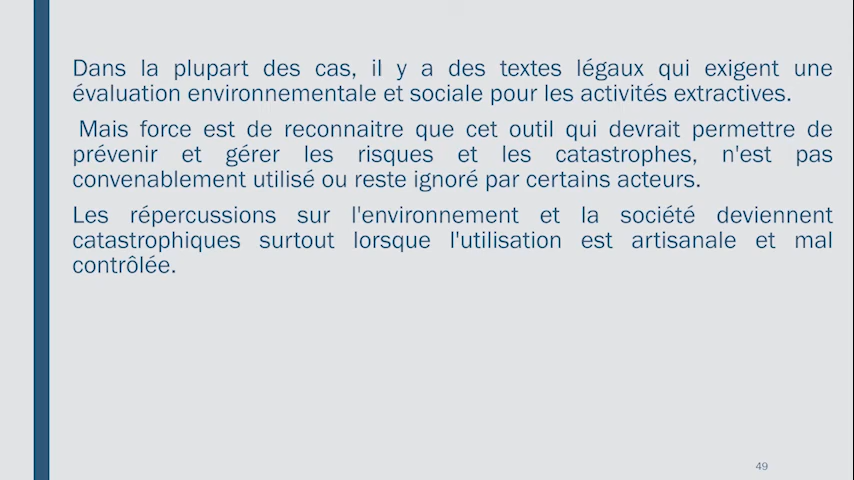 Dans la plupart des cas, il y a des textes légaux qui exigent une
évaluation environnementale et sociale pour les activités extractives.
Mais force est de reconnaitre que cet outil qui devrait permettre de
prévenir et gérer les risques et les catastrophes, n'est pas
convenablement utilisé ou reste ignoré par certains acteurs.
Les répercussions sur l'environnement et la société deviennent
catastrophiques surtout lorsque l'utilisation est artisanale et mal
contrôlée.
49